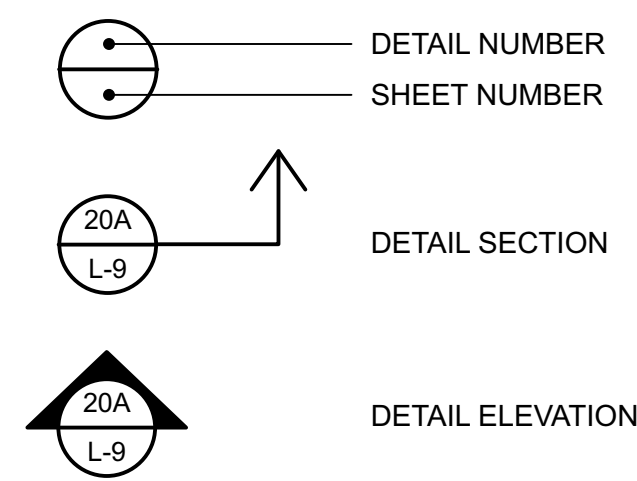 DETAIL NUMBER
SHEET NUMBER
20A
L-9
DETAIL SECTION
20A
L-9
DETAIL ELEVATION